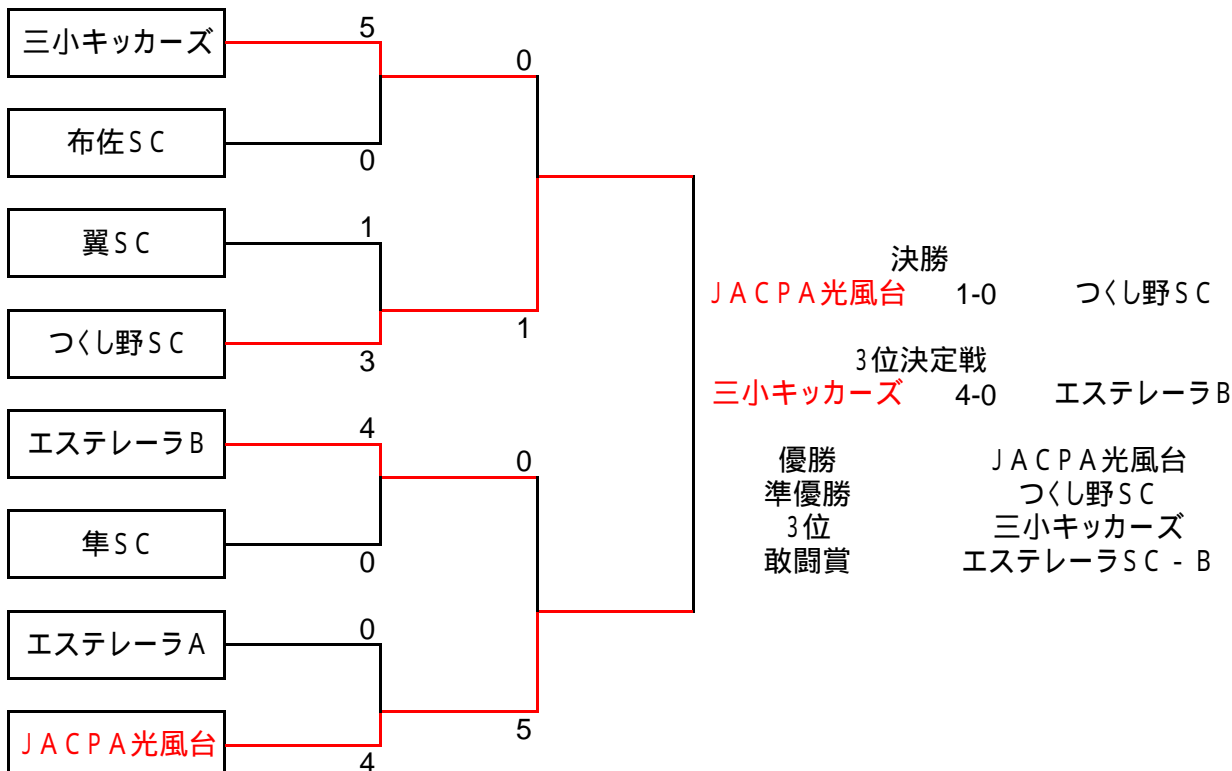 三小キッカーズ
5
0
布佐SC
0
翼SC
1
つくし野SC
3
1
エステレーラB
4
0
隼SC
0
エステレーラA
0
JACPA光風台
4
5
決勝
JACPA光風台 1-0 つくし野SC
3位決定戦
三小キッカーズ 4-0 エステレーラB
優勝 JACPA光風台
準優勝 つくし野SC
3位 三小キッカーズ
敢闘賞 エステレーラSC - B